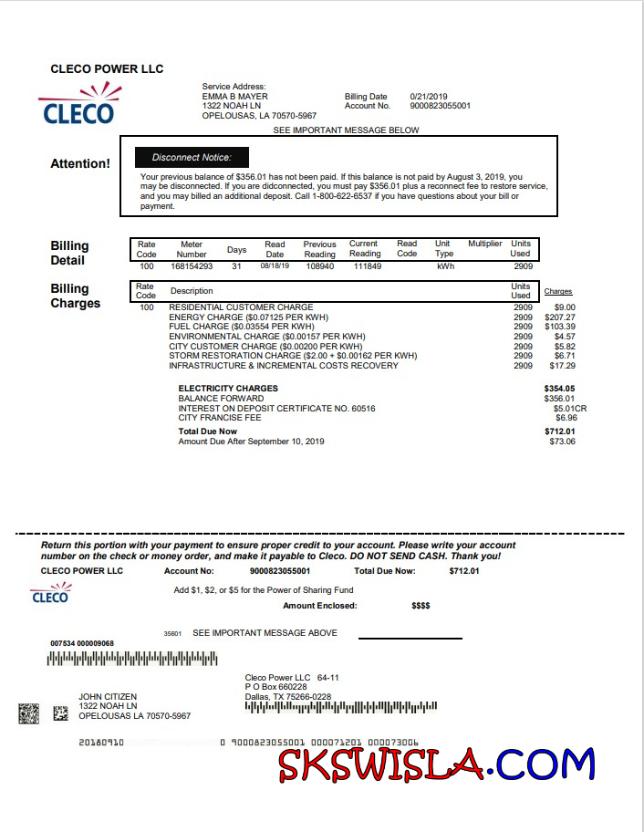 CLECO POWER LLC
CLECO
Service Address:
EMMA B MAYER
1322 NOAH LN
OPELOUSAS, LA 70570-5967
Billing Date 0/21/2019
Account No. 9000823055001
SEE IMPORTANT MESSAGE BELOW
Attention!
Disconnect Notice:
Your previous balance of $356.01 has not been paid. If this balance is not paid by August 3, 2019, you
may be disconnected. If you are didconnected, you must pay $356.01 plus a reconnect fee to restore service,
and you may billed an additional deposit. Call 1-800-622-6537 if you have questions about your bill or
payment.
Billing Detail
Rate Code Meter Number Days Read Date Previous Reading Current Reading Read Code Unit Type Multiplier Units Used
100 168154293 31 08/18/19 108940 111849 kWh 2909
Billing Charges
Rate Code Description Units Used Charges
100 RESIDENTIAL CUSTOMER CHARGE 2909 $9.00
ENERGY CHARGE ($0.07125 PER KWH) 2909 $207.27
FUEL CHARGE ($0.03554 PER KWH) 2909 $103.39
ENVIRONMENTAL CHARGE ($0.00157 PER KWH) 2909 $4.57
CITY CUSTOMER CHARGE ($0.00200 PER KWH) 2909 $5.82
STORM RESTORATION CHARGE ($2.00 + $0.00162 PER KWH) 2909 $6.71
INFRASTRUCTURE & INCREMENTAL COSTS RECOVERY 2909 $17.29
ELECTRICITY CHARGES $354.05
BALANCE FORWARD $356.01
INTEREST ON DEPOSIT CERTIFICATE NO. 60516 $5.01CR
CITY FRANCISE FEE $6.96
Total Due Now $712.01
Amount Due After September 10, 2019 $73.06
Return this portion with your payment to ensure proper credit to your account. Please write your account
number on the check or money order, and make it payable to Cleco. DO NOT SEND CASH. Thank you!
CLECO POWER LLC Account No: 9000823055001 Total Due Now: $712.01
CLECO
Add $1, $2, or $5 for the Power of Sharing Fund
Amount Enclosed: $$$$
35601 SEE IMPORTANT MESSAGE ABOVE
007534 000009068
Cleco Power LLC 64-11
P O Box 660228
Dallas, TX 75266-0228
JOHN CITIZEN
1322 NOAH LN
OPELOUSAS LA 70570-5967
20180910 0 9000823055001 000071201 000073006
SKSWISLA.COM